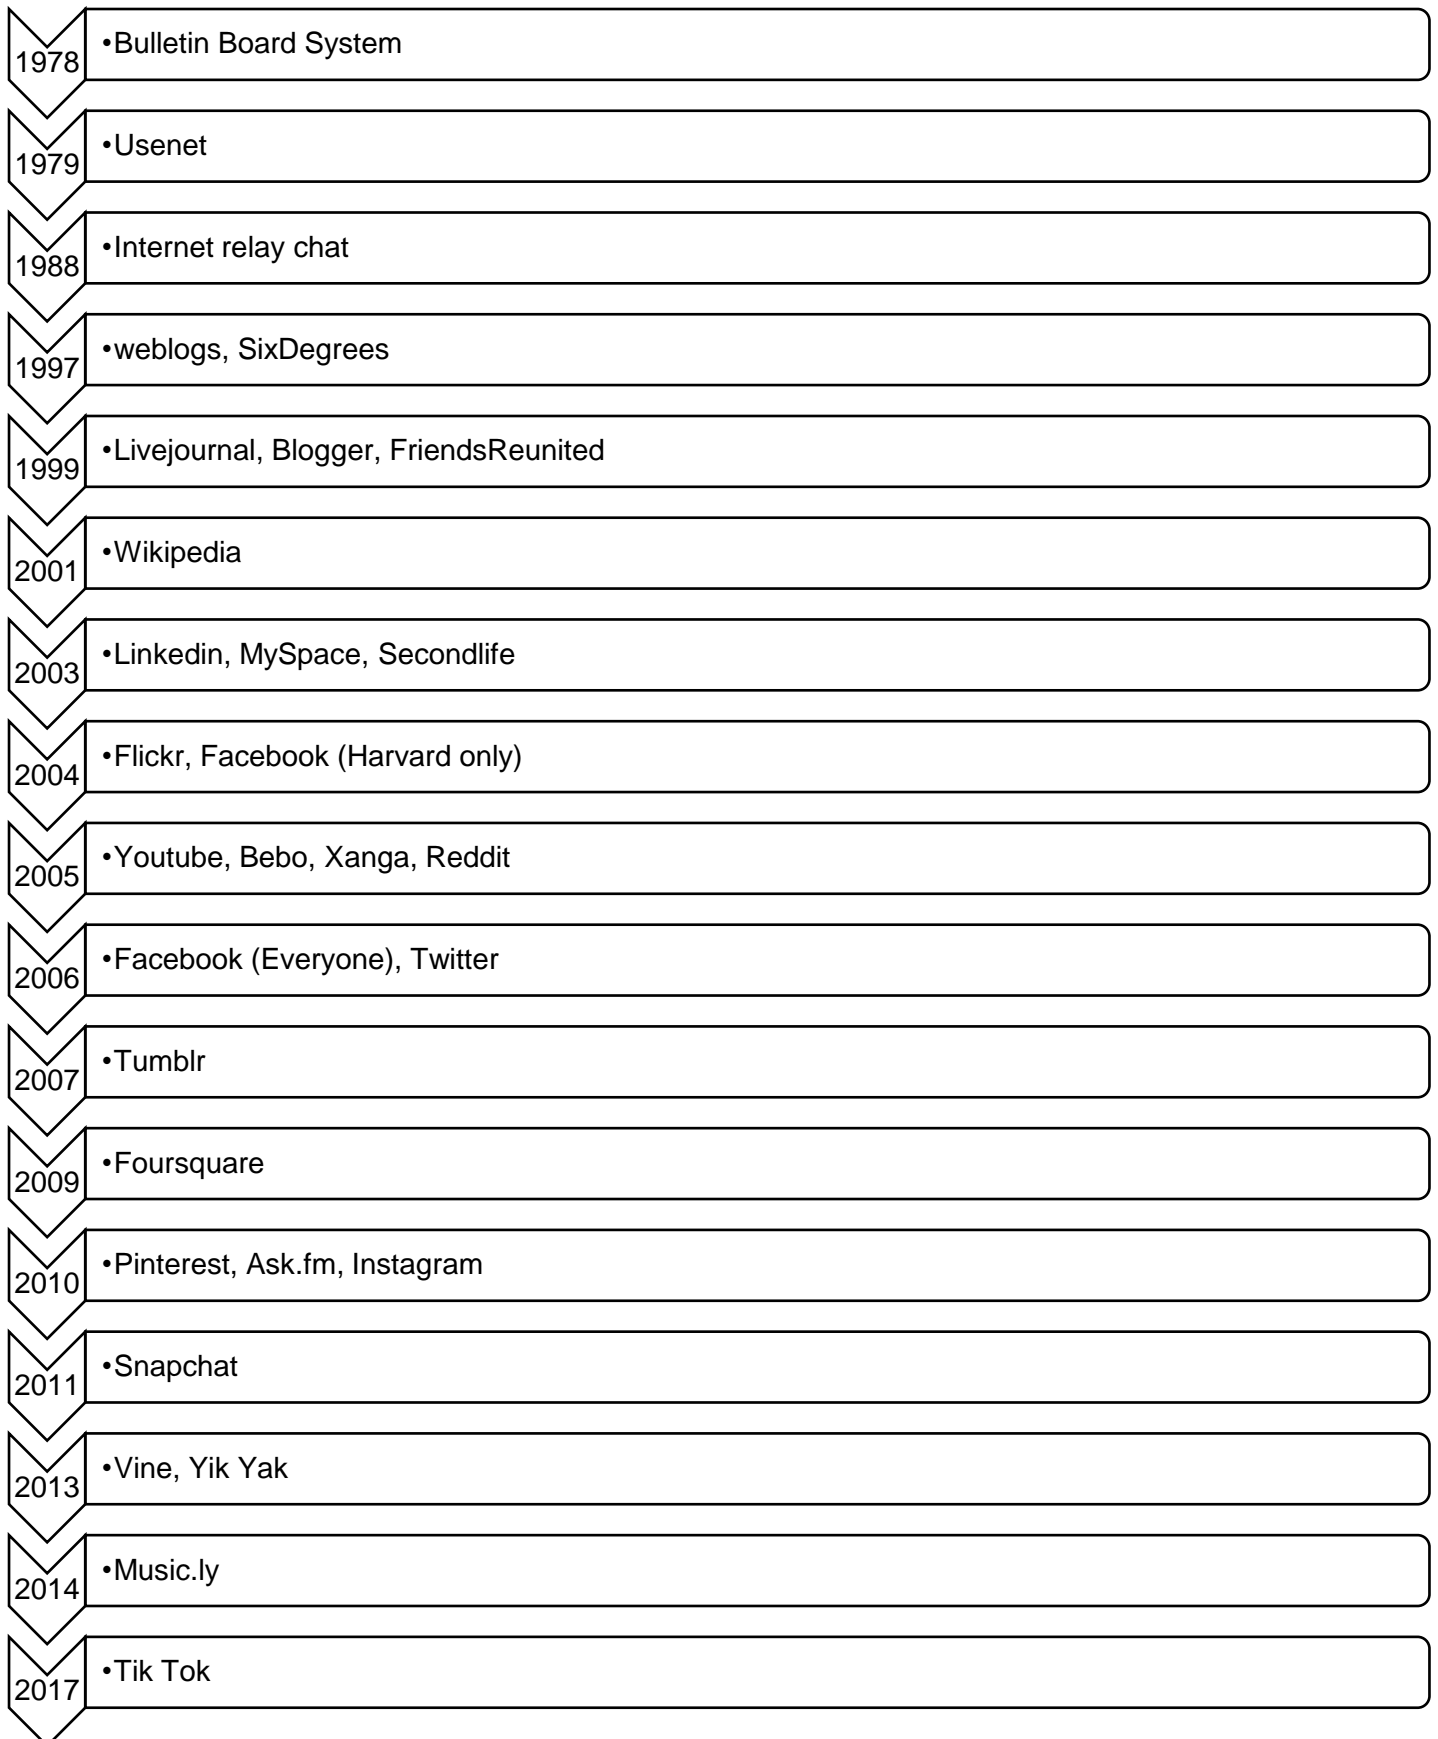 1978
•Bulletin Board System
1979
•Usenet
1988
•Internet relay chat
1997
•weblogs, SixDegrees
1999
•Livejournal, Blogger, FriendsReunited
2001
•Wikipedia
2003
•Linkedin, MySpace, Secondlife
2004
•Flickr, Facebook (Harvard only)
2005
•Youtube, Bebo, Xanga, Reddit
2006
•Facebook (Everyone), Twitter
2007
•Tumblr
2009
•Foursquare
2010
•Pinterest, Ask.fm, Instagram
2011
•Snapchat
2013
•Vine, Yik Yak
2014
•Music.ly
2017
•Tik Tok